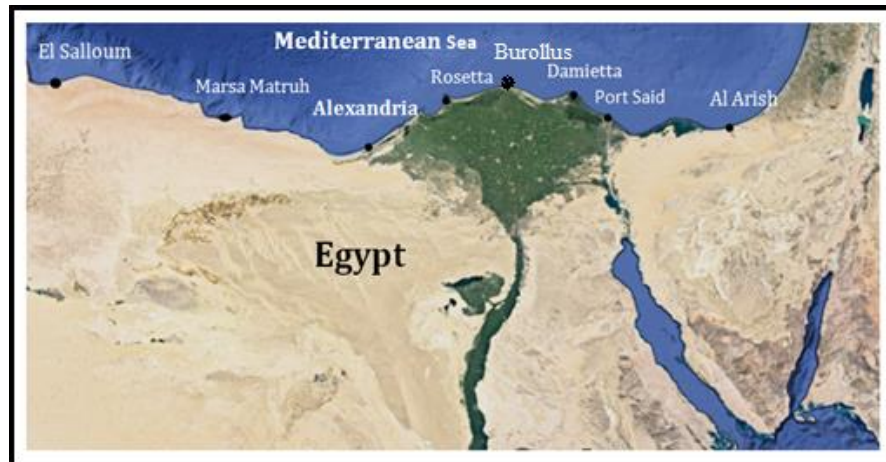 Mediterranean Sea
El Salloum
Burollus
Rosetta
Damietta
Marsa Matruh
Alexandria
Port Said
Al Arish
Egypt